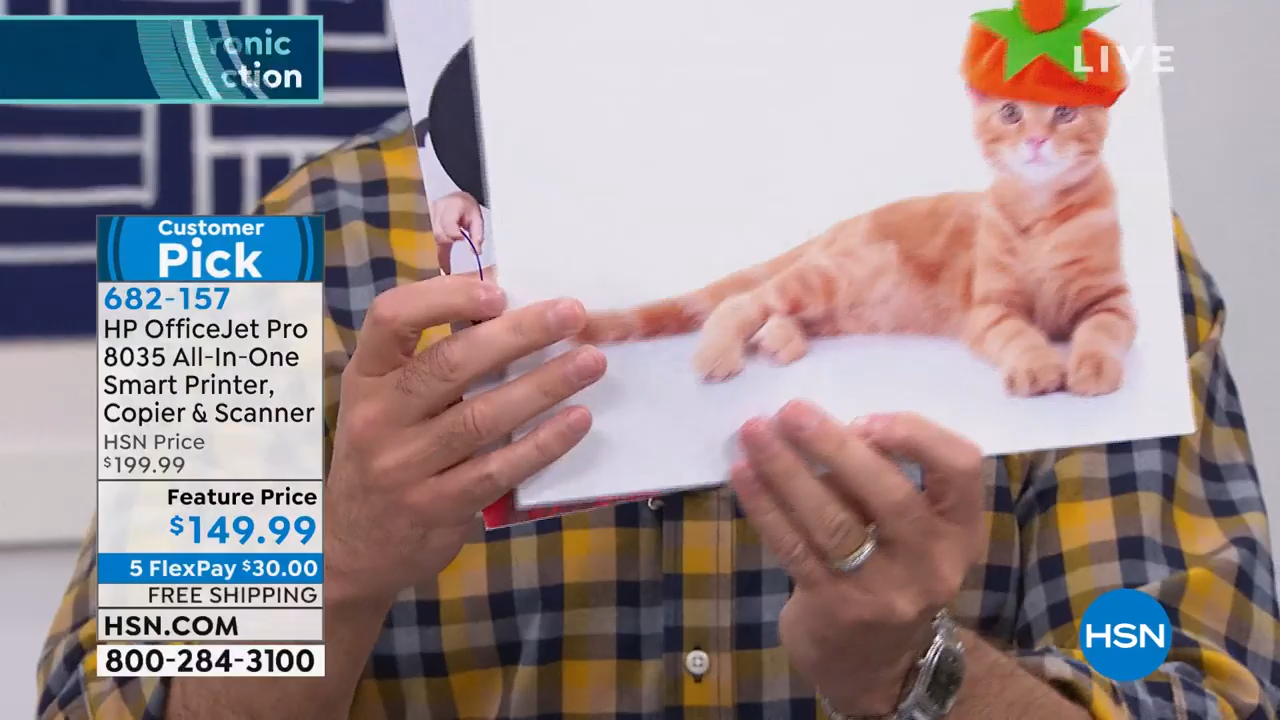 ronic
ction
LIVE
Customer
Pick
682-157
HP OfficeJet Pro
8035 All-In-One
Smart Printer,
Copier & Scanner
HSN Price
$199.99
Feature Price
$149.99
5 FlexPay $30.00
FREE SHIPPING
HSN.COM
800-284-3100
HSN